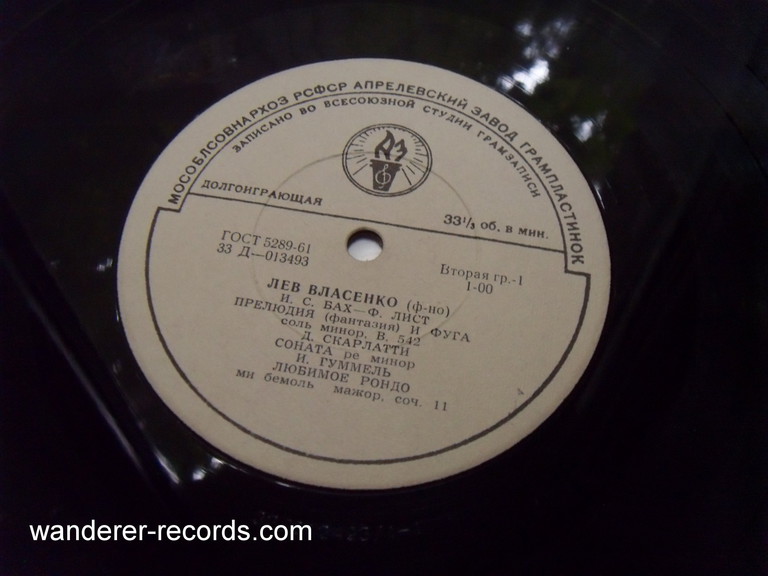 МОСОБЛСОВНАРХОЗ РСФСР АПРЕЛЕВСКИЙ ЗАВОД ГРАМПЛАСТИНОК
ЗАПИСАНО ВО ВСЕСОЮЗНОЙ СТУДИИ ГРАМЗАПИСИ
АЗ
ДОЛГОИГРАЮЩАЯ
33⅓ об. в мин.
ГОСТ 5289-61
33 Д—013493
Вторая гр.-1
1-00
ЛЕВ ВЛАСЕНКО (ф-но)
И. С. БАХ—Ф. ЛИСТ
ПРЕЛЮДИЯ (фантазия) И ФУГА
соль минор, В. 542
Д. СКАРЛАТТИ
СОНАТА ре минор
И. ГУММЕЛЬ
ЛЮБИМОЕ РОНДО
ми бемоль мажор, соч. 11
wanderer-records.com